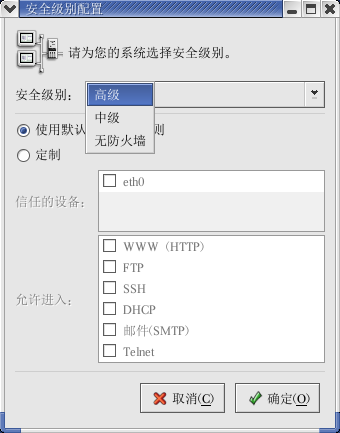 安全级别配置
请为您的系统选择安全级别。
安全级别：
高级
中级
无防火墙
使用默认 则
定制
信任的设备：
eth0
允许进入：
WWW (HTTP)
FTP
SSH
DHCP
邮件(SMTP)
Telnet
取消(C)
确定(O)